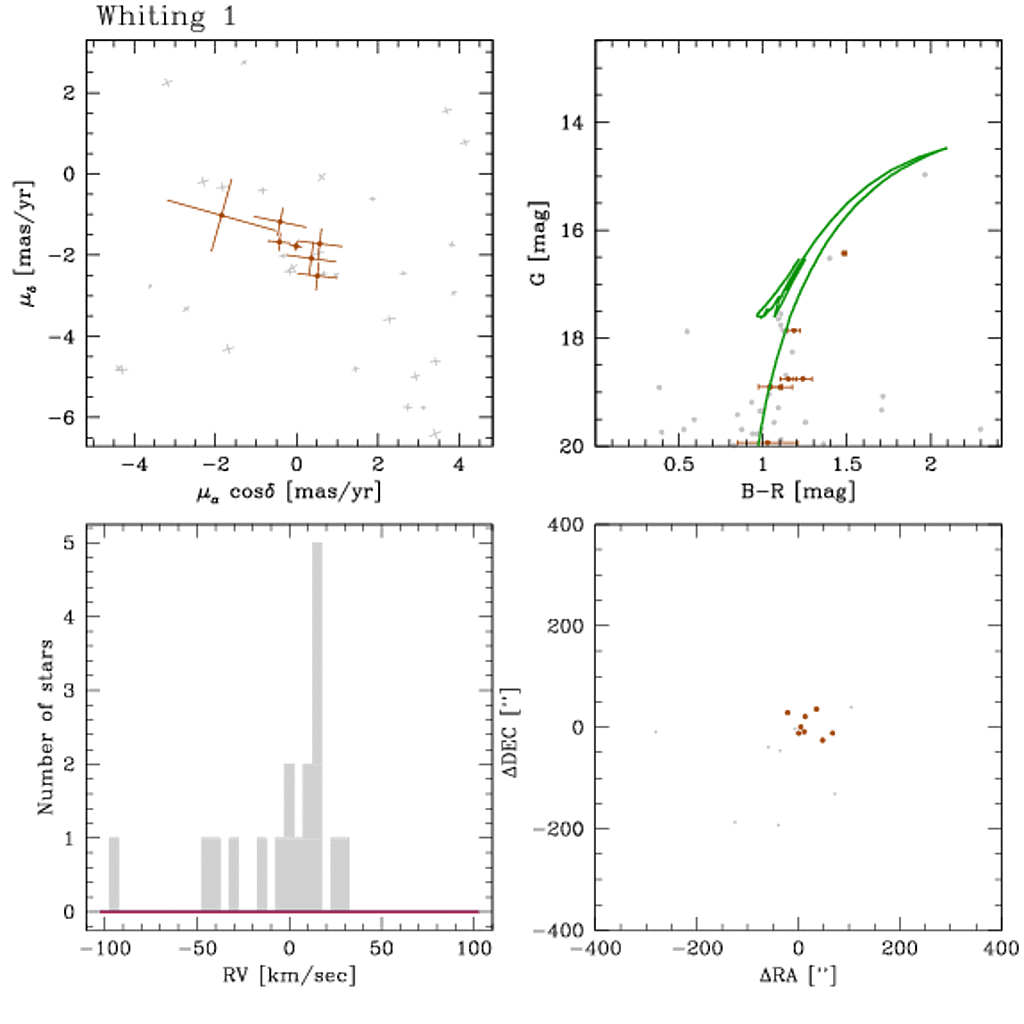 Whiting 1
2
0
−2
−4
−6
μδ [mas/yr]
−4 −2 0 2 4
μα cosδ [mas/yr]
14
16
18
20
G [mag]
0.5 1 1.5 2
B−R [mag]
5
4
3
2
1
0
Number of stars
−100 −50 0 50 100
RV [km/sec]
400
200
0
−200
−400
ΔDEC ["]
−400 −200 0 200 400
ΔRA ["]